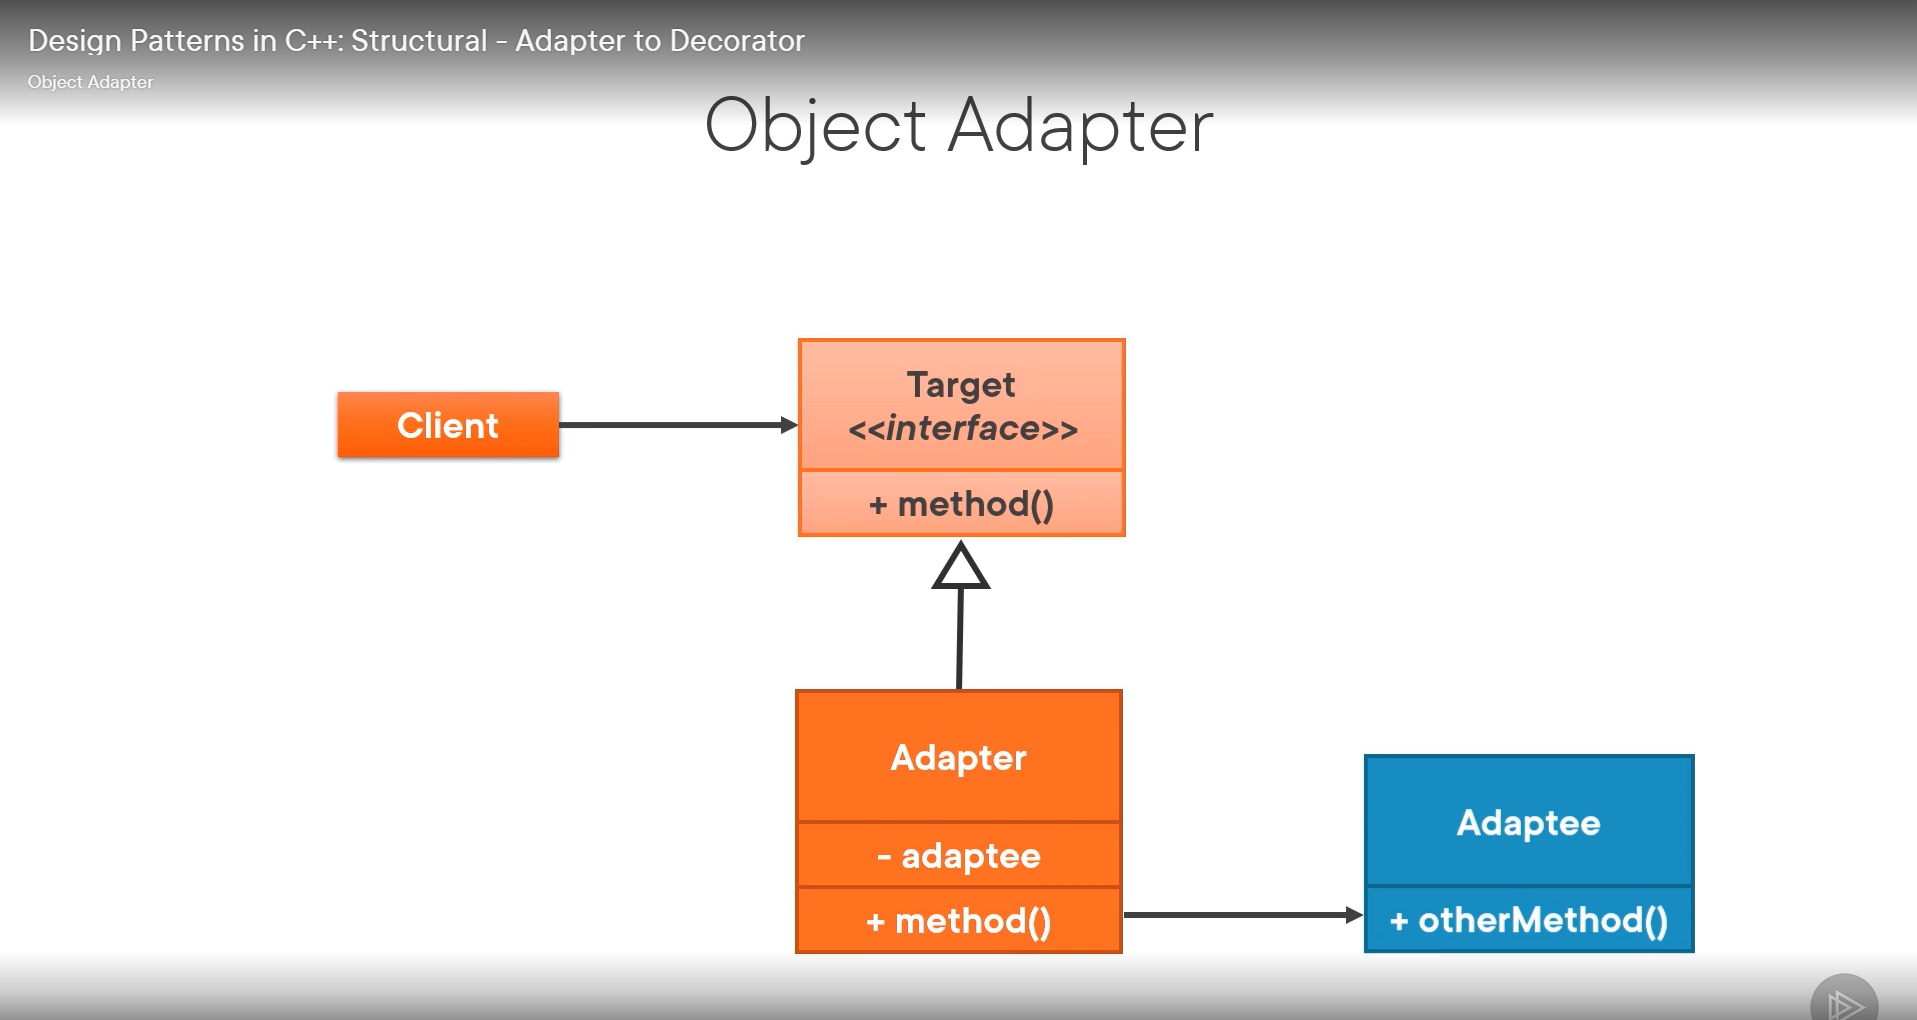 Design Patterns in C++: Structural - Adapter to Decorator
Object Adapter
Object Adapter
Client
Target
<<interface>>
+ method()
Adapter
- adaptee
+ method()
Adaptee
+ otherMethod()